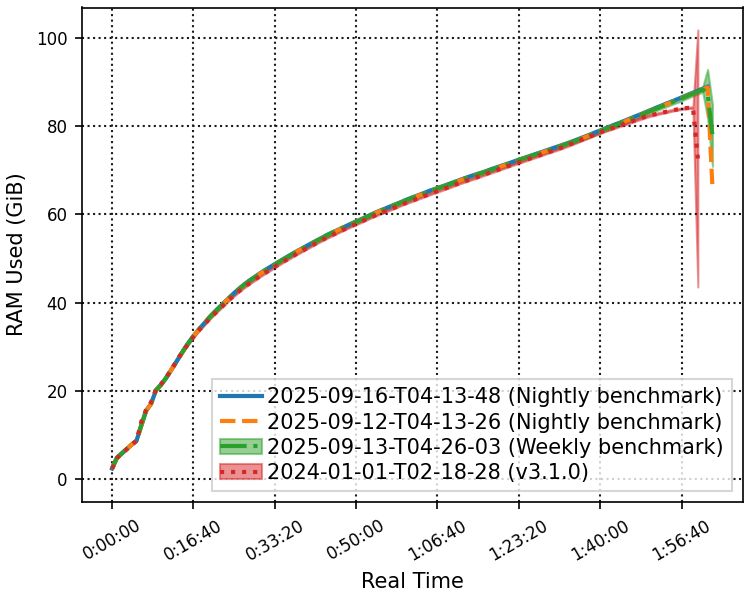 100
80
60
40
20
0
RAM Used (GiB)
2025-09-16-T04-13-48 (Nightly benchmark)
2025-09-12-T04-13-26 (Nightly benchmark)
2025-09-13-T04-26-03 (Weekly benchmark)
2024-01-01-T02-18-28 (v3.1.0)
0:00:00
0:16:40
0:33:20
0:50:00
1:06:40
1:23:20
1:40:00
1:56:40
Real Time